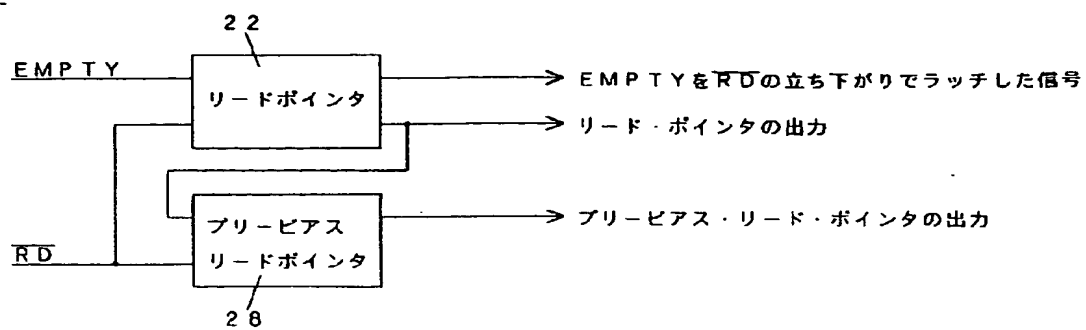 22
EMPTY
リードポインタ
EMPTYをR̅D̅の立ち下がりでラッチした信号
リード・ポインタの出力
プリービアス
リードポインタ
プリービアス・リード・ポインタの出力
R̅D̅
28